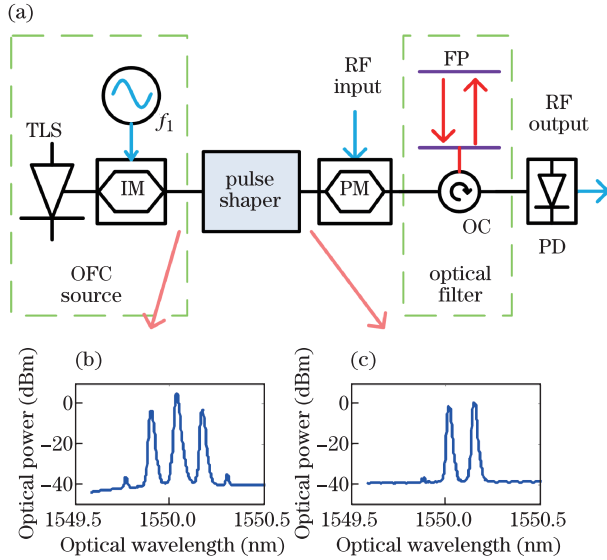 (a)
FP
RF
input
RF
output
TLS
f1
IM
pulse
shaper
PM
OC
PD
OFC
source
optical
filter
(b)
(c)
Optical power (dBm)
0
−20
−40
1549.5
1550.0
1550.5
Optical wavelength (nm)
Optical power (dBm)
0
−20
−40
1549.5
1550.0
1550.5
Optical wavelength (nm)